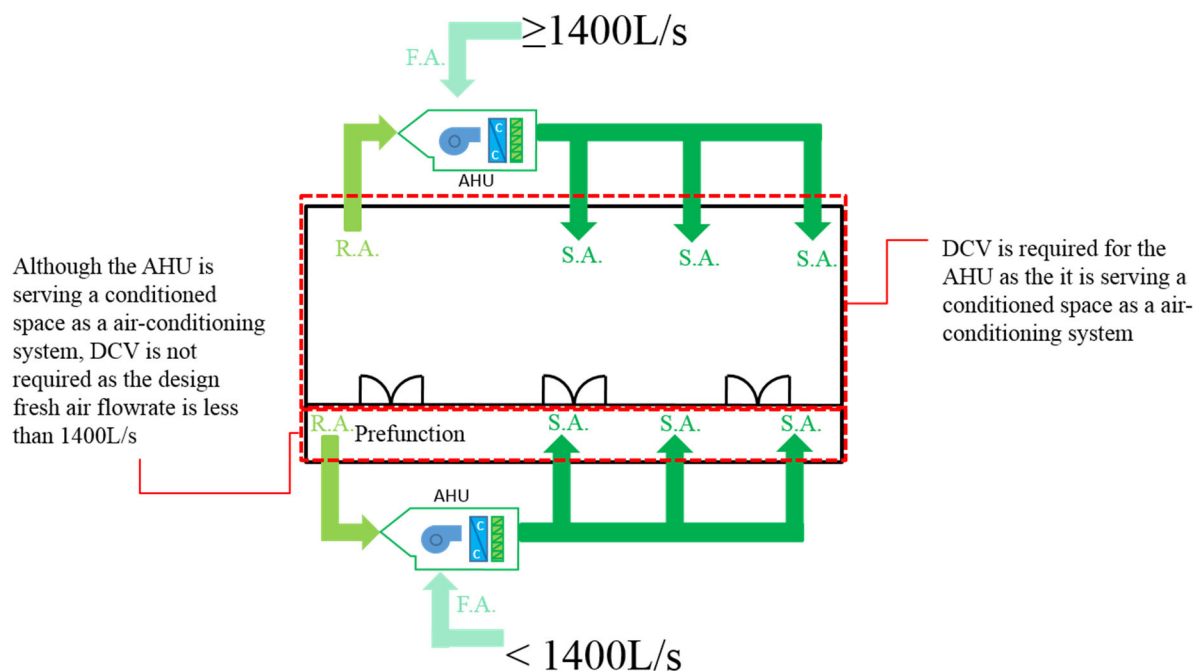 ≥1400L/s
F.A.
C
C
AHU
R.A.
S.A.
S.A.
S.A.
Although the AHU is
serving a conditioned
space as a air-conditioning
system, DCV is not
required as the design
fresh air flowrate is less
than 1400L/s
DCV is required for the
AHU as the it is serving a
conditioned space as a air-
conditioning system
R.A.
Prefunction
S.A.
S.A.
S.A.
AHU
C
C
F.A.
< 1400L/s